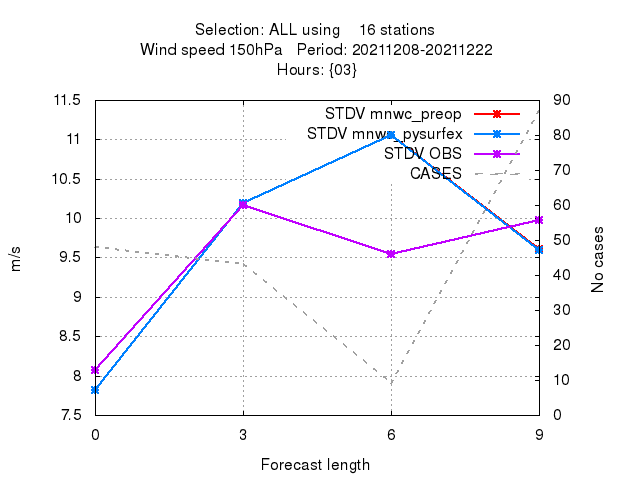 Selection: ALL using    16 stations
Wind speed 150hPa   Period: 20211208-20211222
Hours: {03}
STDV mnwc_preop
STDV mnwc_pysurfex
STDV OBS
CASES
11.5
11
10.5
10
9.5
9
8.5
8
7.5
90
80
70
60
50
40
30
20
10
0
m/s
No cases
0 3 6 9
Forecast length